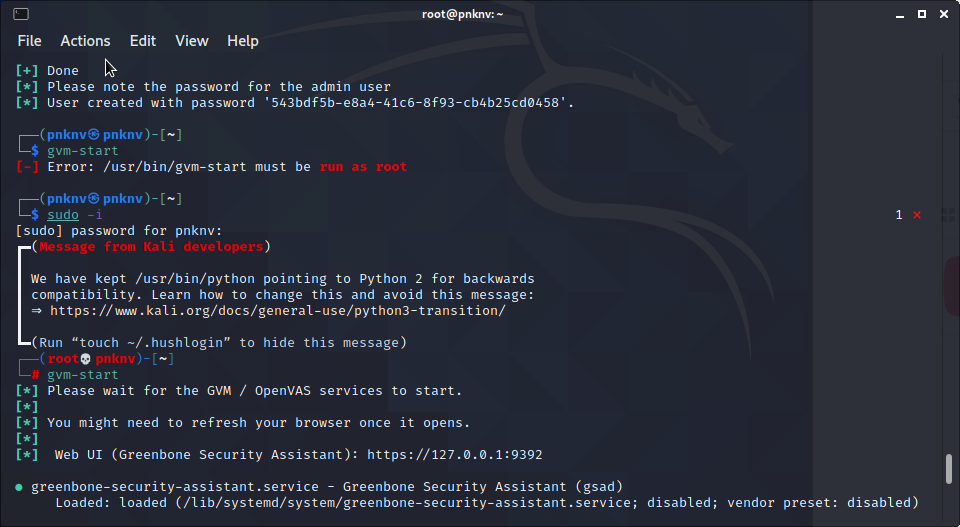 root@pnknv: ~
File Actions Edit View Help
[+] Done
[*] Please note the password for the admin user
[*] User created with password '543bdf5b-e8a4-41c6-8f93-cb4b25cd0458'.
┌──(pnknv㉿pnknv)-[~]
└─$ gvm-start
[-] Error: /usr/bin/gvm-start must be run as root
┌──(pnknv㉿pnknv)-[~]
└─$ sudo -i 1 ⨯
[sudo] password for pnknv:
┏━(Message from Kali developers)
┃ We have kept /usr/bin/python pointing to Python 2 for backwards
┃ compatibility. Learn how to change this and avoid this message:
┃ ⇒ https://www.kali.org/docs/general-use/python3-transition/
┗━(Run “touch ~/.hushlogin” to hide this message)
┌──(root💀pnknv)-[~]
└─# gvm-start
[*] Please wait for the GVM / OpenVAS services to start.
[*]
[*] You might need to refresh your browser once it opens.
[*]
[*]  Web UI (Greenbone Security Assistant): https://127.0.0.1:9392
● greenbone-security-assistant.service - Greenbone Security Assistant (gsad)
Loaded: loaded (/lib/systemd/system/greenbone-security-assistant.service; disabled; vendor preset: disabled)